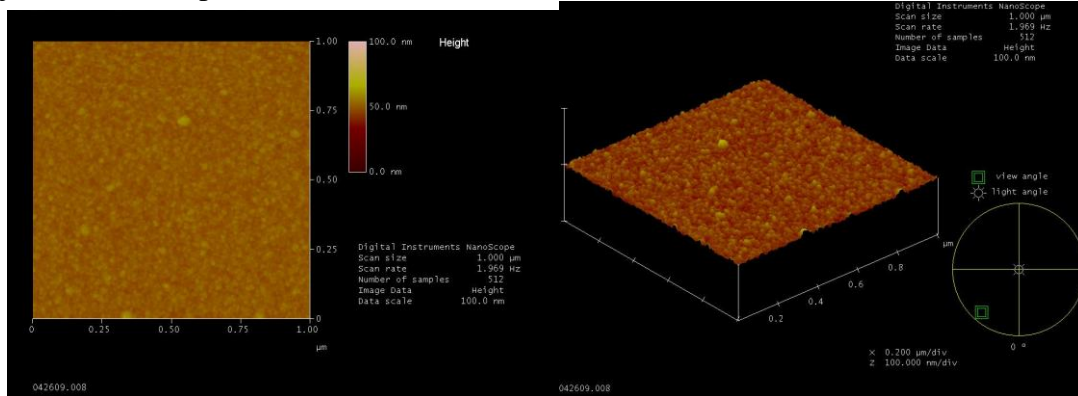 1.00
100.0 nm
Height
0.75
50.0 nm
0.50
0.0 nm
0.25
0
0
0.25
0.50
0.75
1.00
µm
Digital Instruments NanoScope
Scan size 1.000 µm
Scan rate 1.969 Hz
Number of samples 512
Image Data Height
Data scale 100.0 nm
042609.008
Digital Instruments NanoScope
Scan size 1.000 µm
Scan rate 1.969 Hz
Number of samples 512
Image Data Height
Data scale 100.0 nm
view angle
light angle
µm
0.8
0.6
0.4
0.2
X 0.200 µm/div
Z 100.000 nm/div
0 °
042609.008